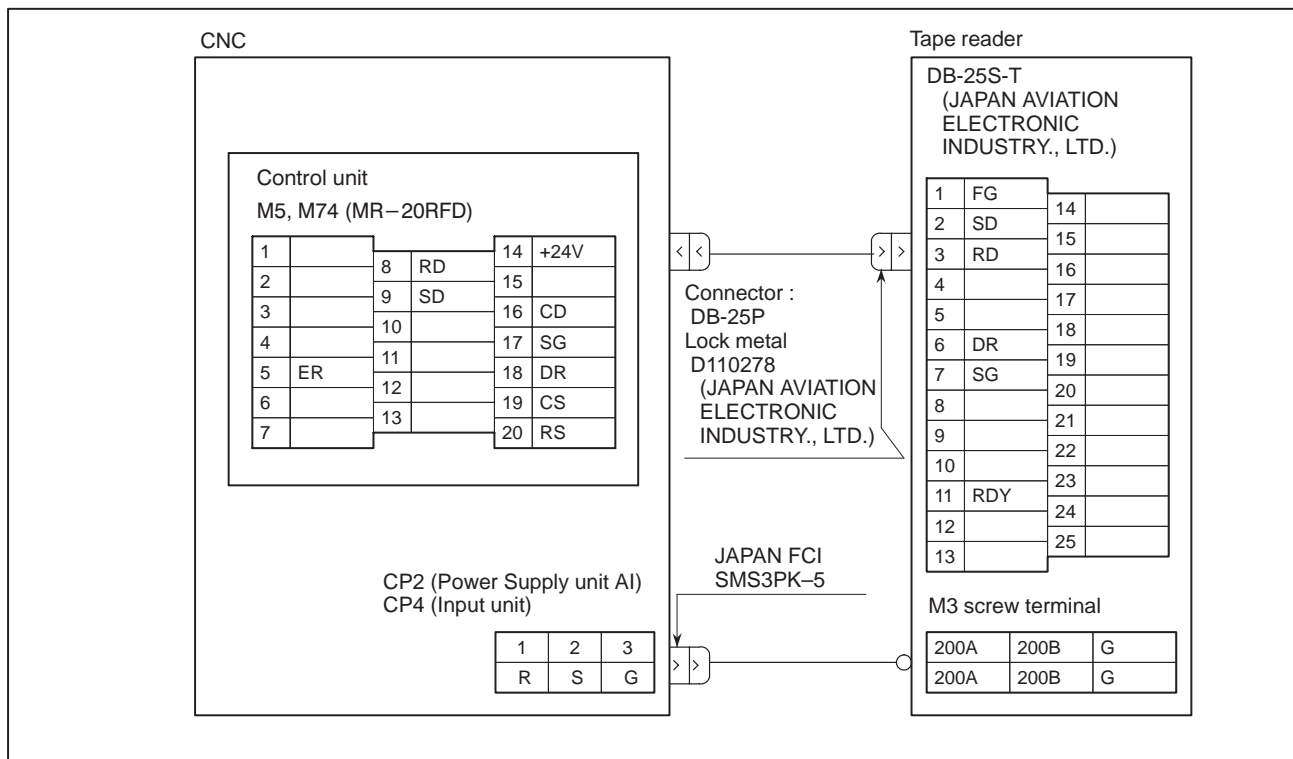 CNC
Control unit
M5, M74 (MR−20RFD)
1
2
3
4
5 ER
6
7
8 RD
9 SD
10
11
12
13
14 +24V
15
16 CD
17 SG
18 DR
19 CS
20 RS
CP2 (Power Supply unit AI)
CP4 (Input unit)
1 2 3
R S G
Connector :
DB-25P
Lock metal
D110278
(JAPAN AVIATION
ELECTRONIC
INDUSTRY., LTD.)
JAPAN FCI
SMS3PK–5
Tape reader
DB-25S-T
(JAPAN AVIATION
ELECTRONIC
INDUSTRY., LTD.)
1 FG
2 SD
3 RD
4
5
6 DR
7 SG
8
9
10
11 RDY
12
13
14
15
16
17
18
19
20
21
22
23
24
25
M3 screw terminal
200A 200B G
200A 200B G